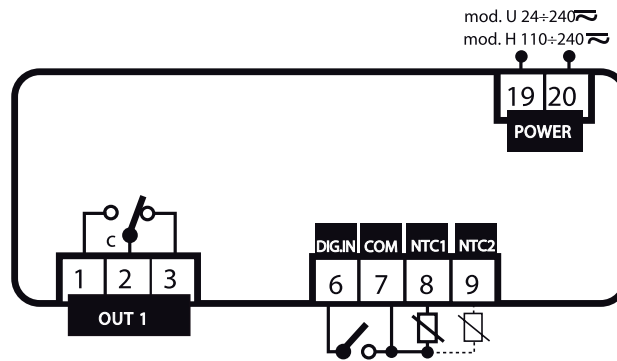 mod. U 24÷240
mod. H 110÷240
19 20
POWER
C
1 2 3
OUT 1
DIG.IN COM NTC1 NTC2
6 7 8 9